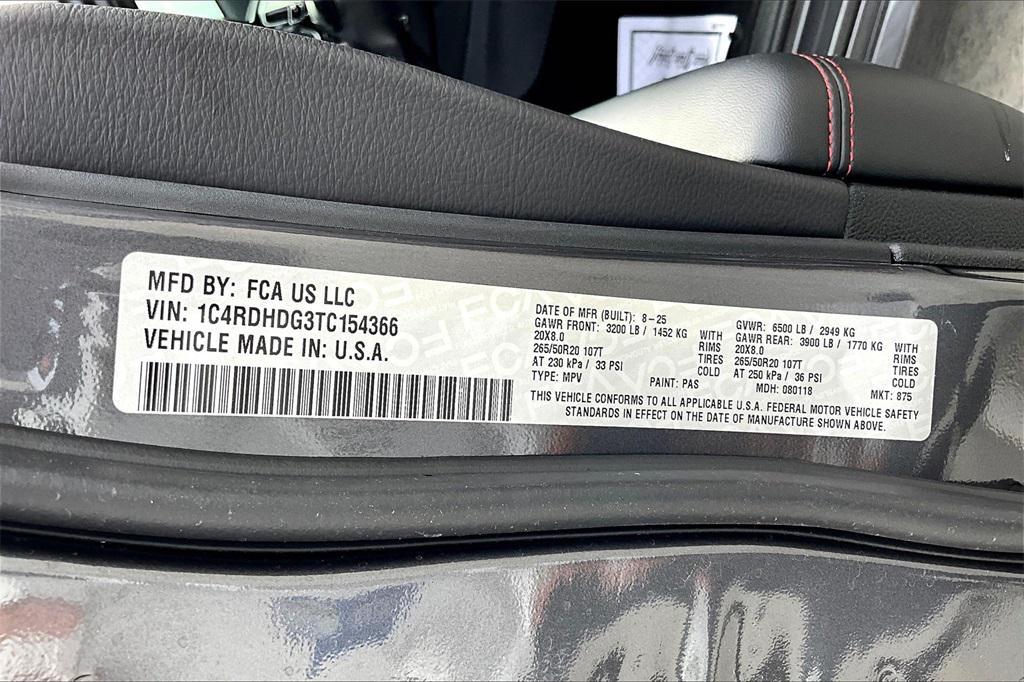 MFD BY: FCA US LLC
VIN: 1C4RDHDG3TC154366
VEHICLE MADE IN: U.S.A.
DATE OF MFR (BUILT): 8-25
GAWR FRONT: 3200 LB / 1452 KG WITH
20X8.0 RIMS
265/50R20 107T TIRES
AT 230 kPa / 33 PSI COLD
TYPE: MPV PAINT: PAS
GVWR: 6500 LB / 2949 KG
GAWR REAR: 3900 LB / 1770 KG WITH
20X8.0 RIMS
265/50R20 107T TIRES
AT 250 kPa / 36 PSI COLD
MDH: 080118 MKT: 875
THIS VEHICLE CONFORMS TO ALL APPLICABLE U.S.A. FEDERAL MOTOR VEHICLE SAFETY
STANDARDS IN EFFECT ON THE DATE OF MANUFACTURE SHOWN ABOVE.